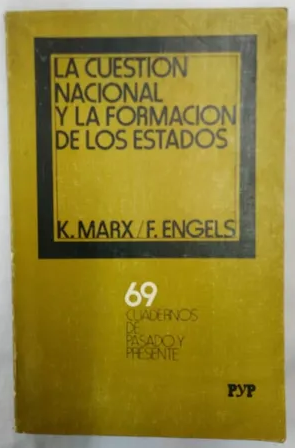 LA CUESTION
NACIONAL
Y LA FORMACION
DE LOS ESTADOS
K. MARX/F. ENGELS
69
CUADERNOS
DE
PASADO Y
PRESENTE
PYP